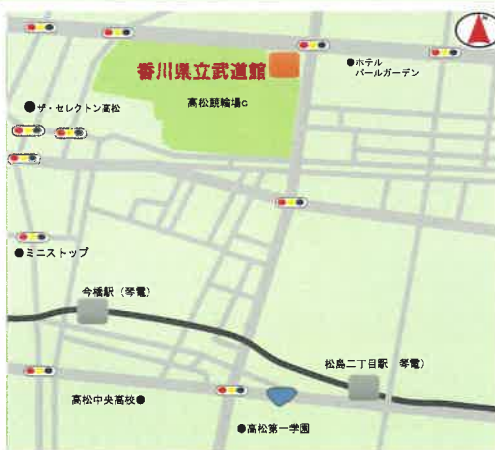 香川県立武道館
●ホテル
パールガーデン
高松競輪場c
●ザ・セレクトン高松
●ミニストップ
今橋駅（琴電）
松島二丁目駅 琴電）
高松中央高校●
●高松第一学園